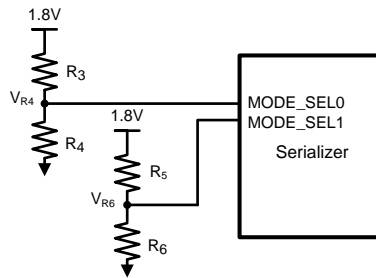 1.8V
R3
VR4
R4
1.8V
R5
VR6
R6
MODE_SEL0
MODE_SEL1
Serializer